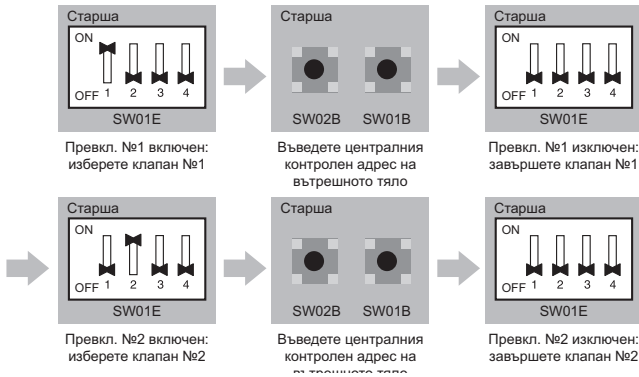 Старша
ON
OFF 1 2 3 4
SW01E
Превкл. №1 включен:
изберете клапан №1
Старша
SW02B SW01B
Въведете централния
контролен адрес на
вътрешното тяло
Старша
ON
OFF 1 2 3 4
SW01E
Превкл. №1 изключен:
завършете клапан №1
Старша
ON
OFF 1 2 3 4
SW01E
Превкл. №2 включен:
изберете клапан №2
Старша
SW02B SW01B
Въведете централния
контролен адрес на
вътрешното тяло
Старша
ON
OFF 1 2 3 4
SW01E
Превкл. №2 изключен:
завършете клапан №2